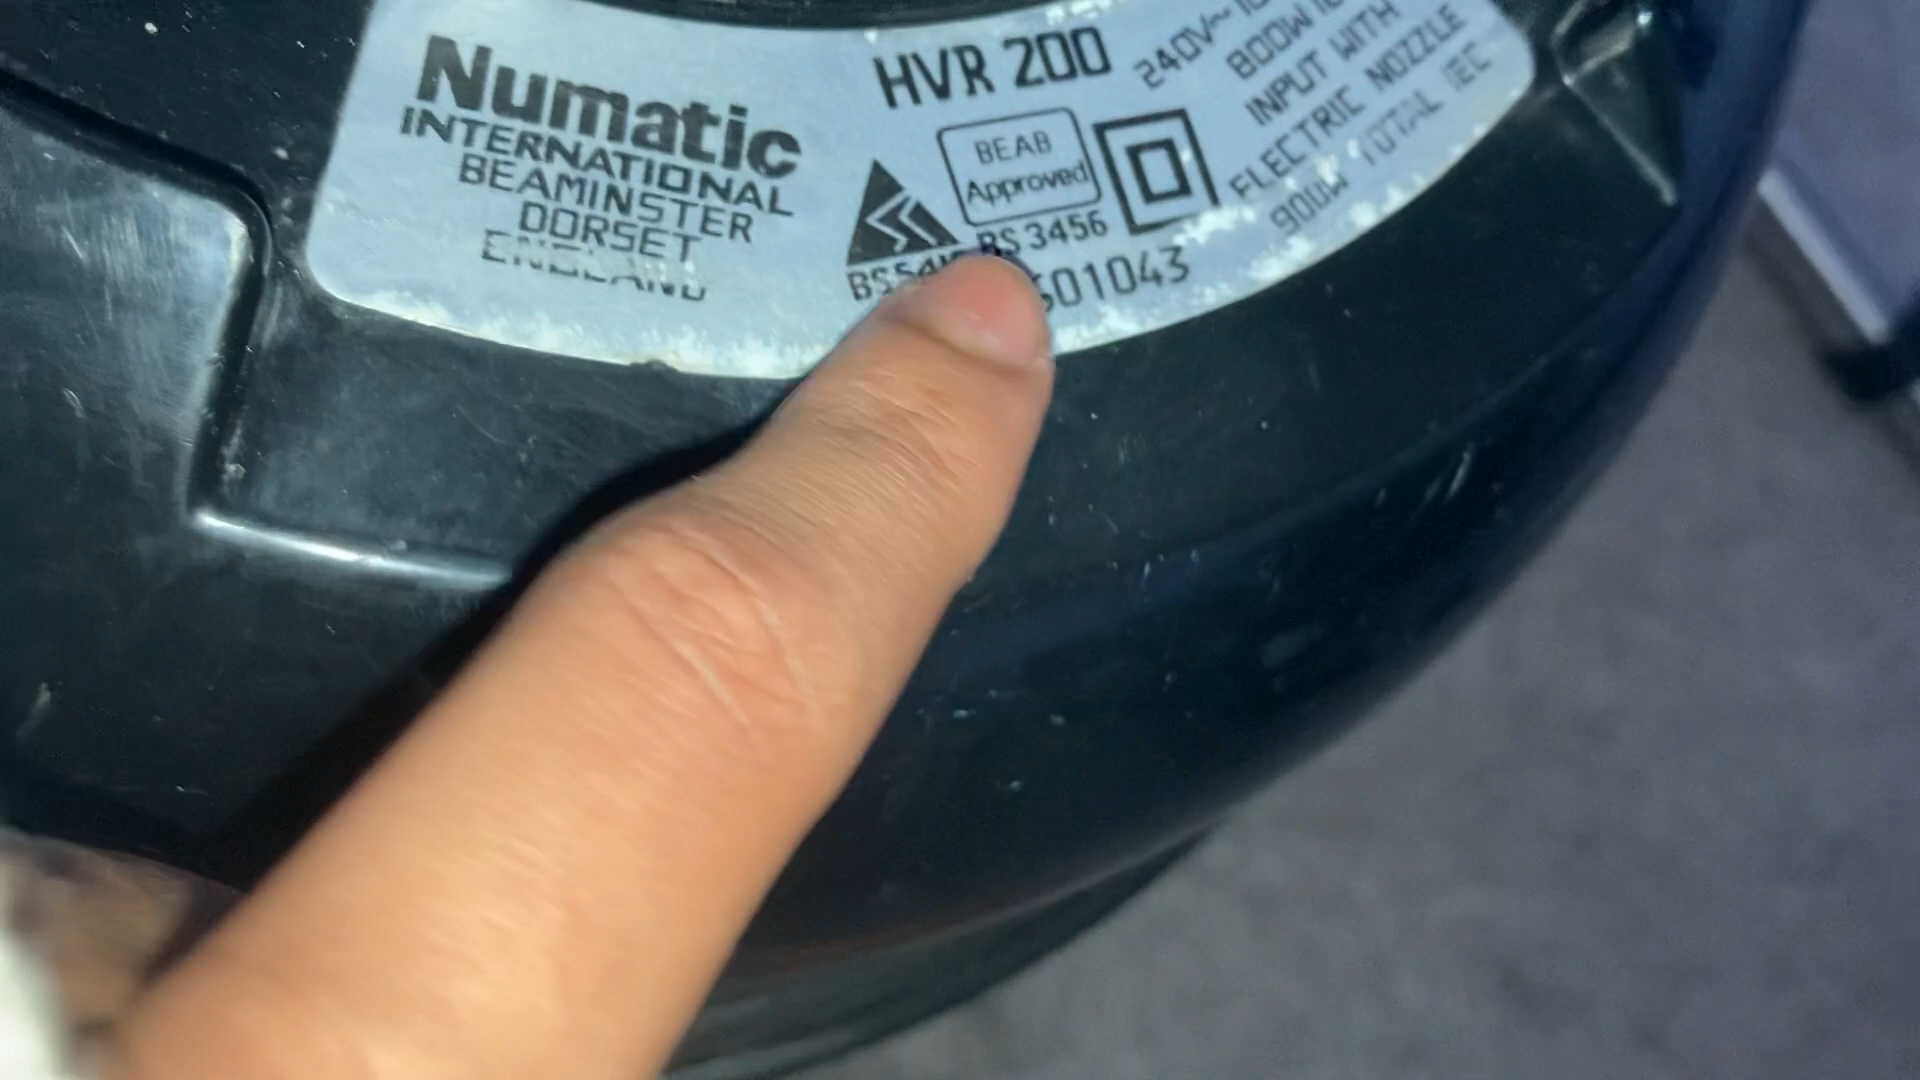 Numatic
INTERNATIONAL
BEAMINSTER
DORSET
ENGLAND
HVR 200
BEAB
Approved
BS 3456
01043
240V~
800W
INPUT WITH
ELECTRIC NOZZLE
900W TOTAL IEC